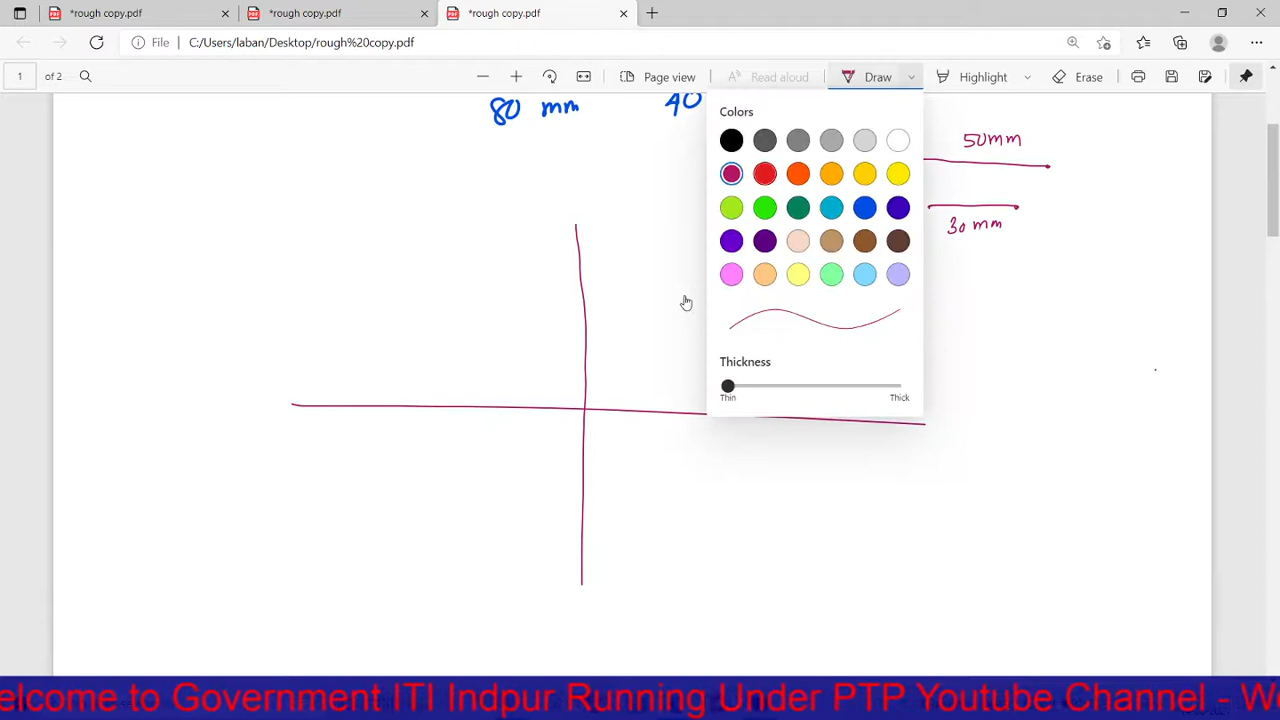 *rough copy.pdf
*rough copy.pdf
*rough copy.pdf
File
C:/Users/laban/Desktop/rough%20copy.pdf
1
of 2
Page view
Read aloud
Draw
Highlight
Erase
80 mm
40
Colors
50mm
30 mm
Thickness
Thin
Thick
elcome to Government ITI Indpur Running Under PTP Youtube Channel - W